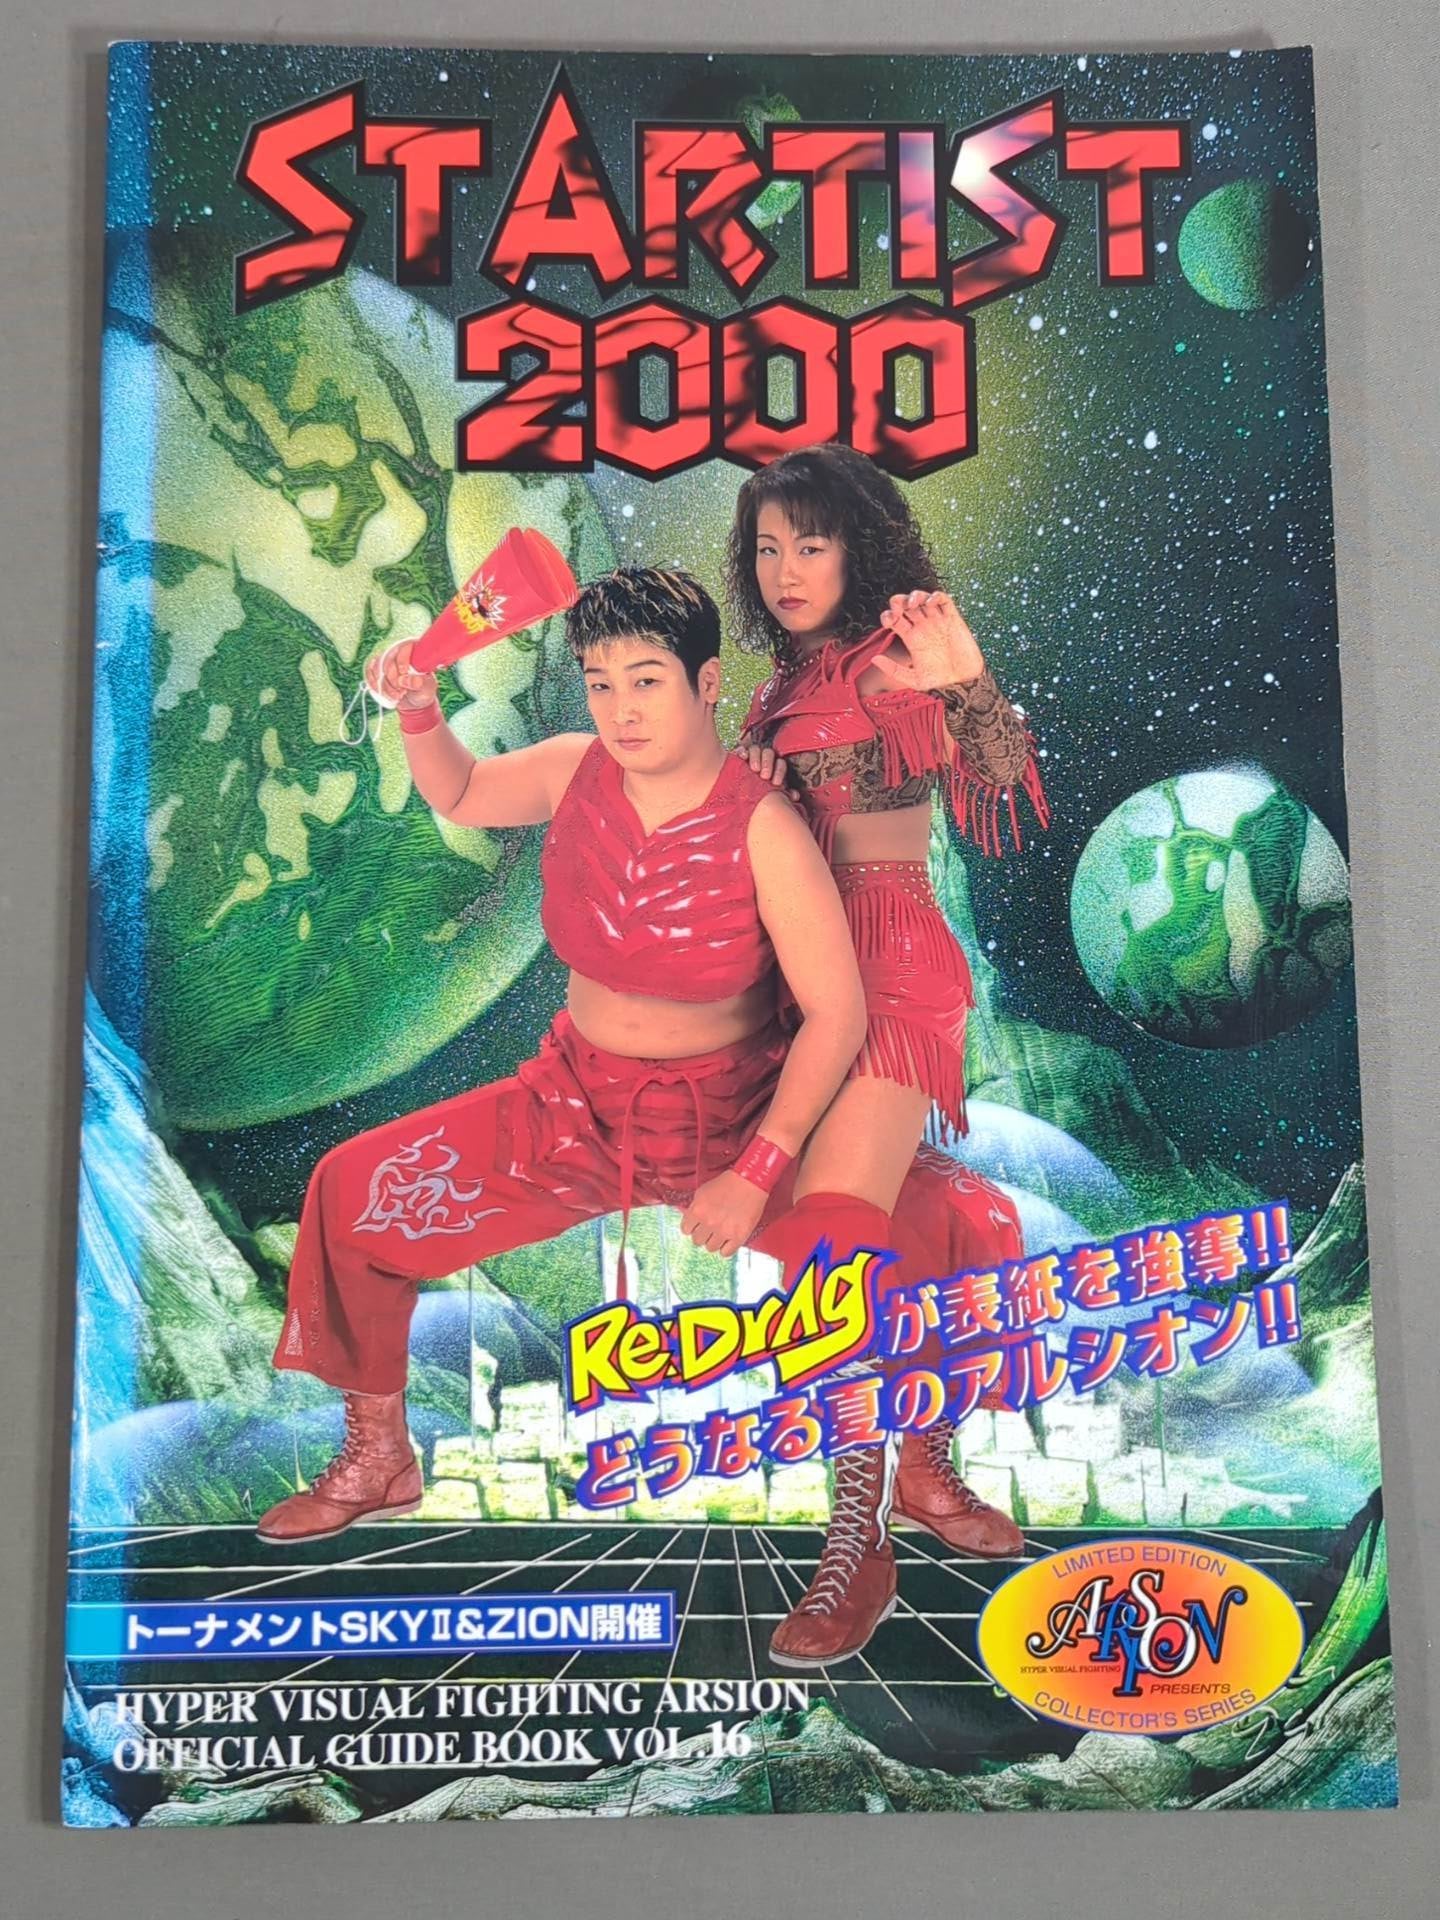 STARTIST
2000
Re:Drag が表紙を強奪!!
どうなる夏のアルシオン!!
トーナメントSKYⅡ&ZION開催
HYPER VISUAL FIGHTING ARSION
OFFICIAL GUIDE BOOK VOL.16
LIMITED EDITION
ARSION
HYPER VISUAL FIGHTING
PRESENTS
COLLECTOR'S SERIES